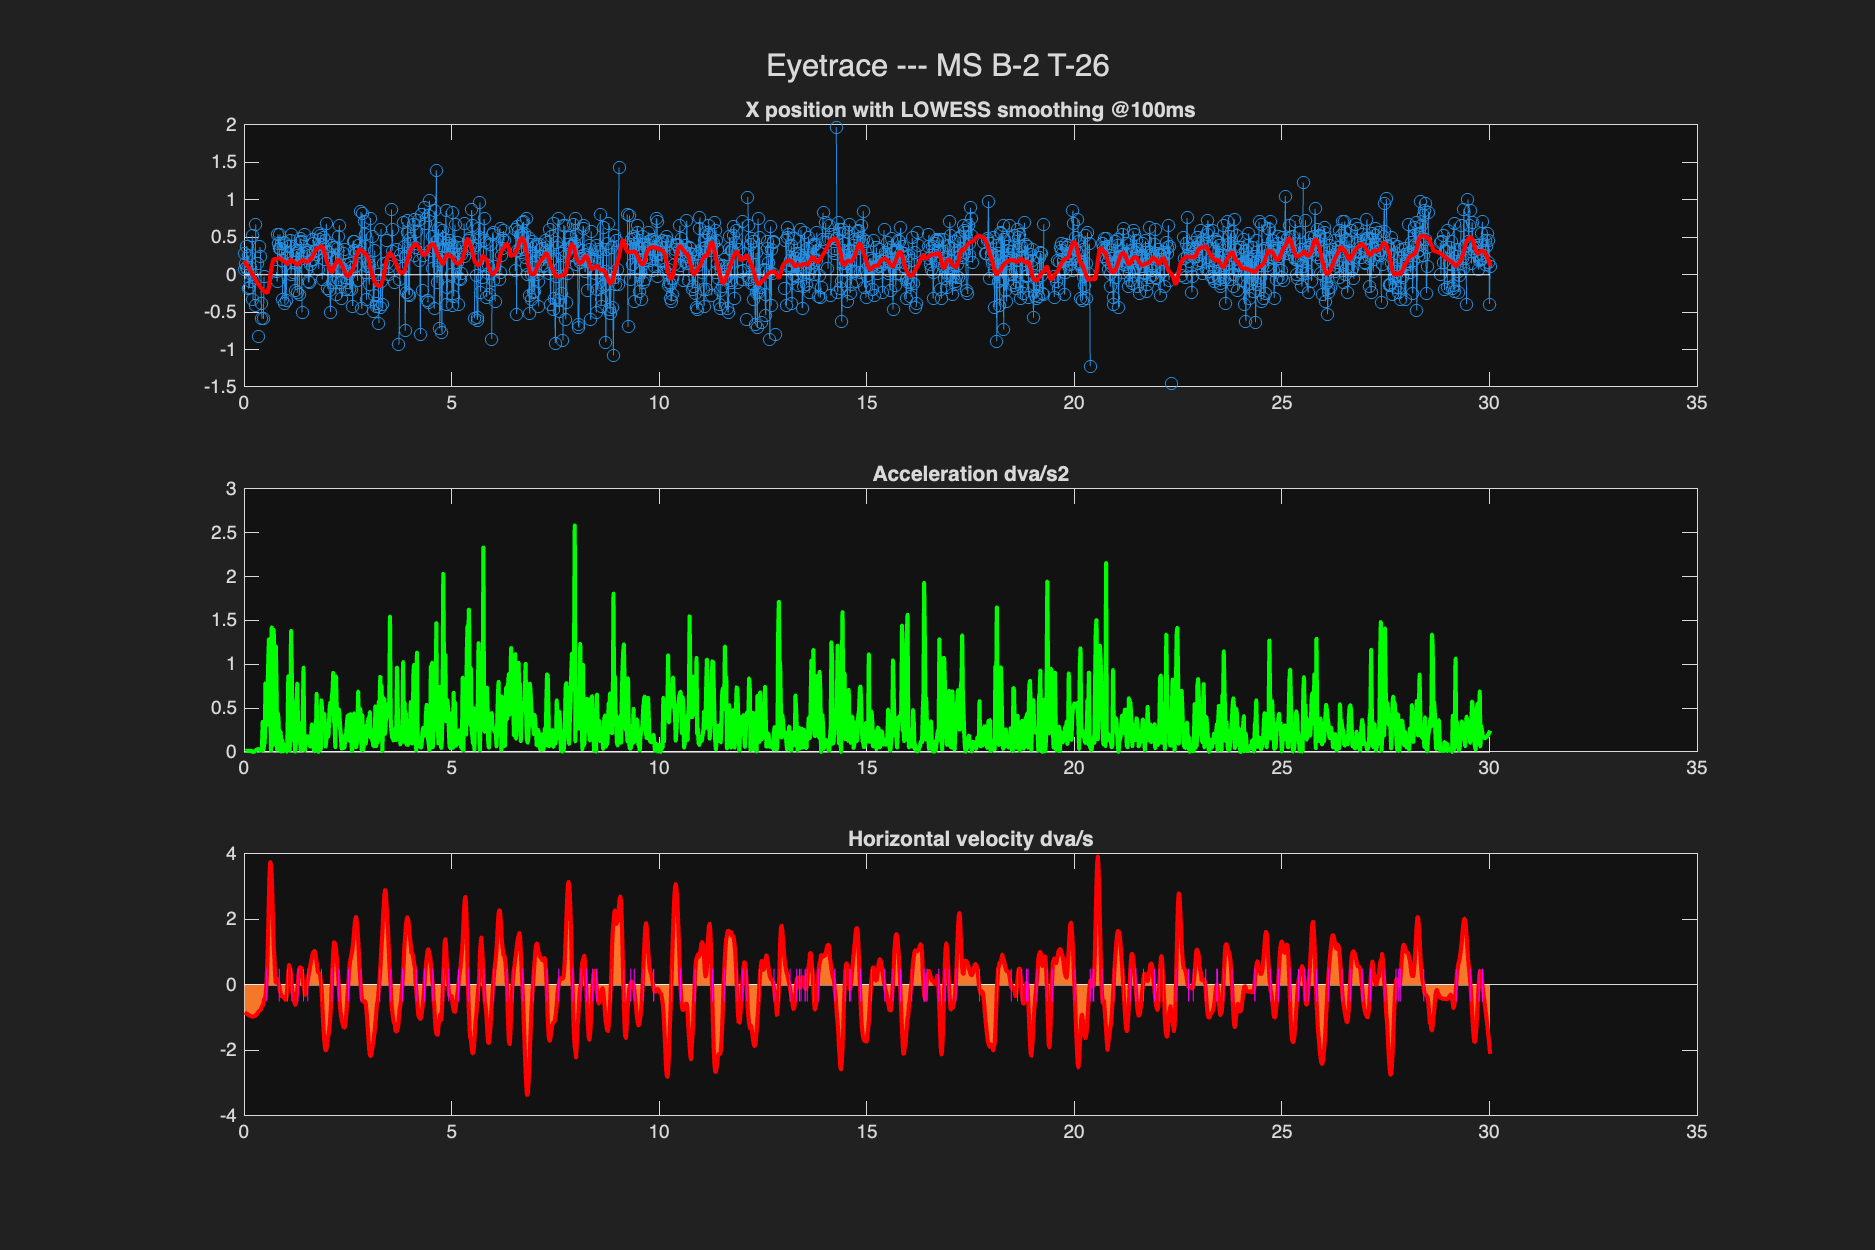 Eyetrace --- MS B-2 T-26
X position with LOWESS smoothing @100ms
2
1.5
1
0.5
0
-0.5
-1
-1.5
0 5 10 15 20 25 30 35
Acceleration dva/s2
3
2.5
2
1.5
1
0.5
0
0 5 10 15 20 25 30 35
Horizontal velocity dva/s
4
2
0
-2
-4
0 5 10 15 20 25 30 35